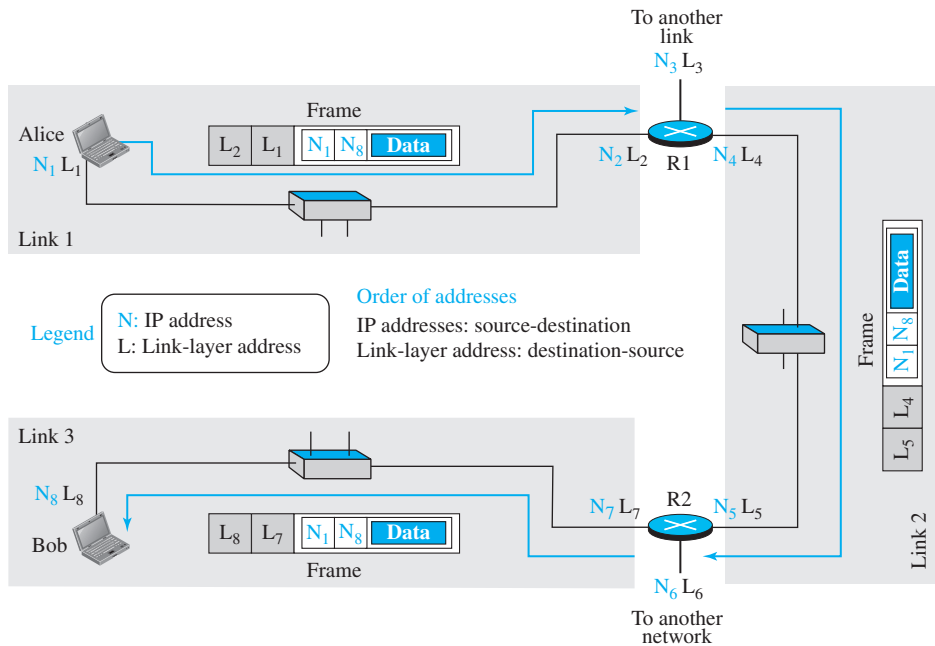 To another
link
N₃ L₃
Frame
Alice
L₂ L₁ N₁ N₈ Data
N₁ L₁
N₂ L₂
R1
N₄ L₄
Link 1
Legend
N: IP address
L: Link-layer address
Order of addresses
IP addresses: source-destination
Link-layer address: destination-source
Frame
L₅ L₄ N₁ N₈ Data
Link 2
Link 3
N₈ L₈
Bob
N₇ L₇
R2
N₅ L₅
L₈ L₇ N₁ N₈ Data
Frame
N₆ L₆
To another
network